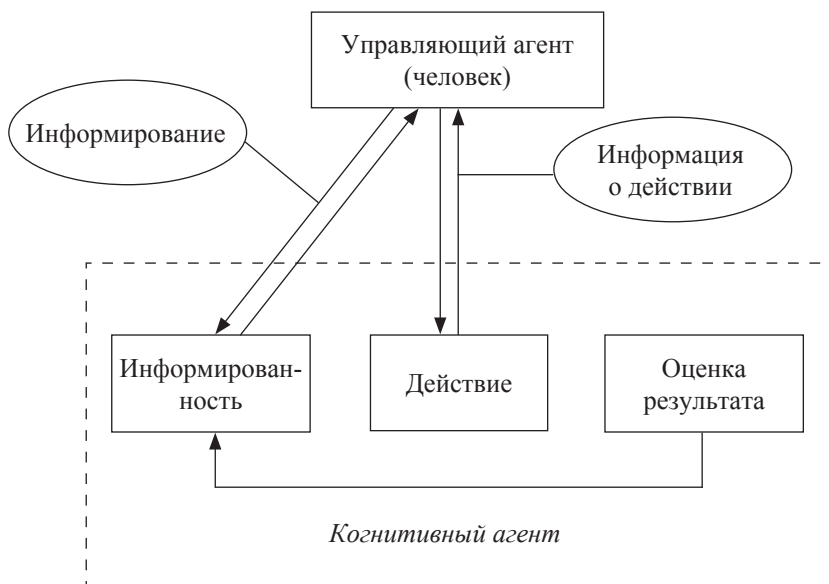 Управляющий агент
(человек)
Информирование
Информация
о действии
Информирован-
ность
Действие
Оценка
результата
Когнитивный агент